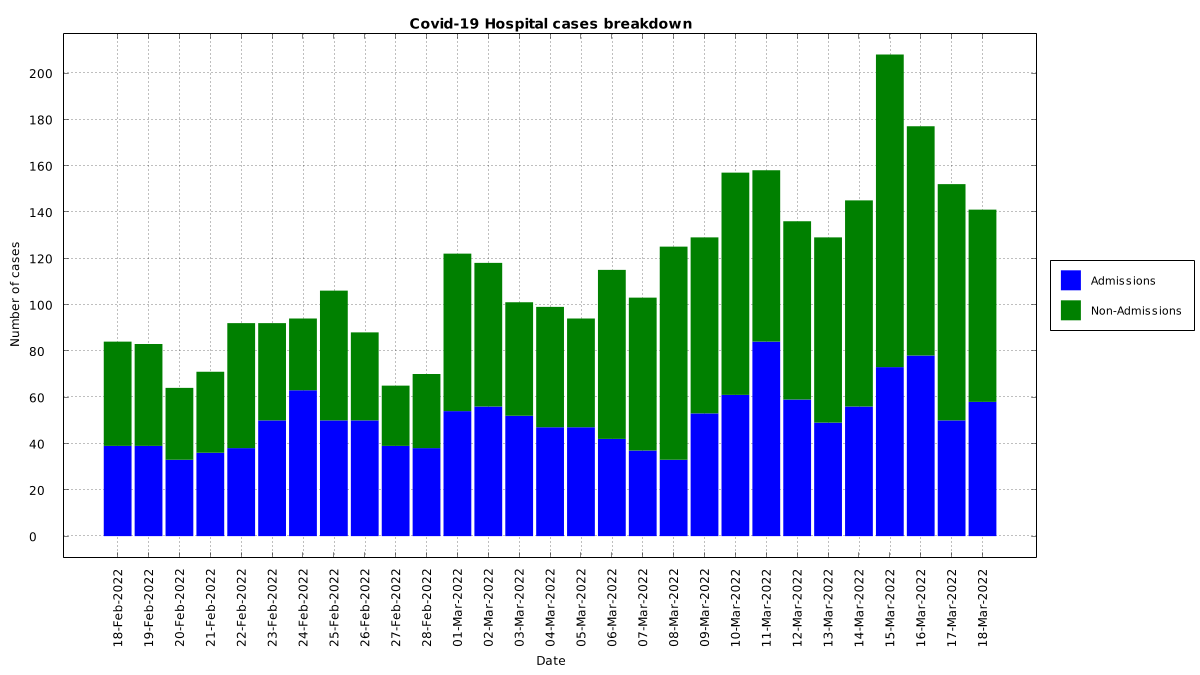 Covid-19 Hospital cases breakdown
Number of cases
200
180
160
140
120
100
80
60
40
20
0
18-Feb-2022
19-Feb-2022
20-Feb-2022
21-Feb-2022
22-Feb-2022
23-Feb-2022
24-Feb-2022
25-Feb-2022
26-Feb-2022
27-Feb-2022
28-Feb-2022
01-Mar-2022
02-Mar-2022
03-Mar-2022
04-Mar-2022
05-Mar-2022
06-Mar-2022
07-Mar-2022
08-Mar-2022
09-Mar-2022
10-Mar-2022
11-Mar-2022
12-Mar-2022
13-Mar-2022
14-Mar-2022
15-Mar-2022
16-Mar-2022
17-Mar-2022
18-Mar-2022
Date
Admissions
Non-Admissions